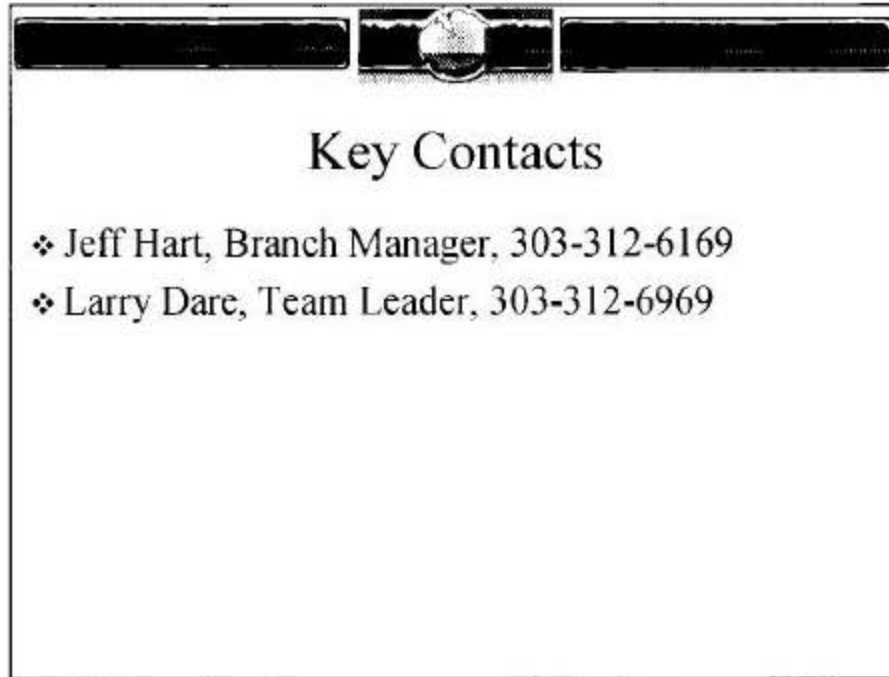 Key Contacts
❖ Jeff Hart, Branch Manager, 303-312-6169
❖ Larry Dare, Team Leader, 303-312-6969